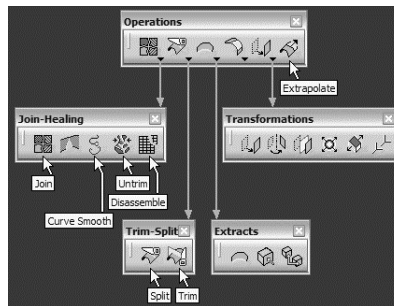 Operations
Extrapolate
Join-Healing
Transformations
Join
Untrim
Disassemble
Curve Smooth
Trim-Split
Extracts
Split
Trim